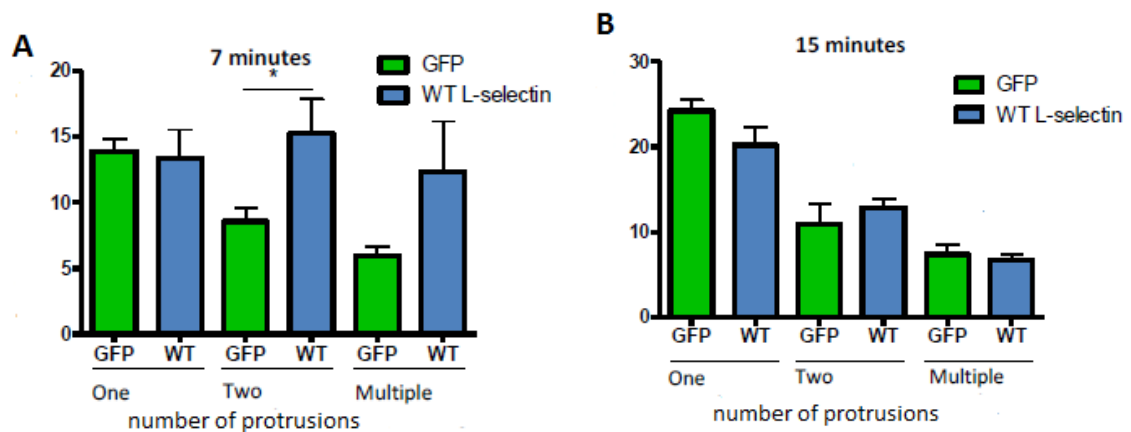 A
7 minutes
*
GFP
WT L-selectin
20
15
10
5
0
GFP WT GFP WT GFP WT
One Two Multiple
number of protrusions
B
15 minutes
GFP
WT L-selectin
30
20
10
0
GFP WT GFP WT GFP WT
One Two Multiple
number of protrusions